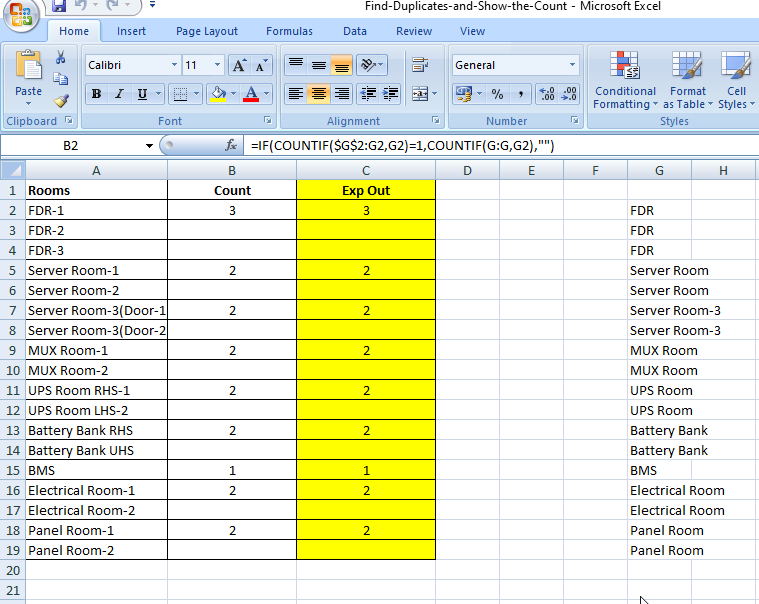 Find-Duplicates-and-Show-the-Count - Microsoft Excel
Home Insert Page Layout Formulas Data Review View
Calibri 11 A A General
Paste B I U A % , .00 .0 Conditional Formatting Format as Table Cell Styles
Clipboard Font Alignment Number Styles
B2 fx =IF(COUNTIF($G$2:G2,G2)=1,COUNTIF(G:G,G2),"")
A B C D E F G H
1 Rooms Count Exp Out
2 FDR-1 3 3 FDR
3 FDR-2 FDR
4 FDR-3 FDR
5 Server Room-1 2 2 Server Room
6 Server Room-2 Server Room
7 Server Room-3(Door-1 2 2 Server Room-3
8 Server Room-3(Door-2 Server Room-3
9 MUX Room-1 2 2 MUX Room
10 MUX Room-2 MUX Room
11 UPS Room RHS-1 2 2 UPS Room
12 UPS Room LHS-2 UPS Room
13 Battery Bank RHS 2 2 Battery Bank
14 Battery Bank UHS Battery Bank
15 BMS 1 1 BMS
16 Electrical Room-1 2 2 Electrical Room
17 Electrical Room-2 Electrical Room
18 Panel Room-1 2 2 Panel Room
19 Panel Room-2 Panel Room
20
21